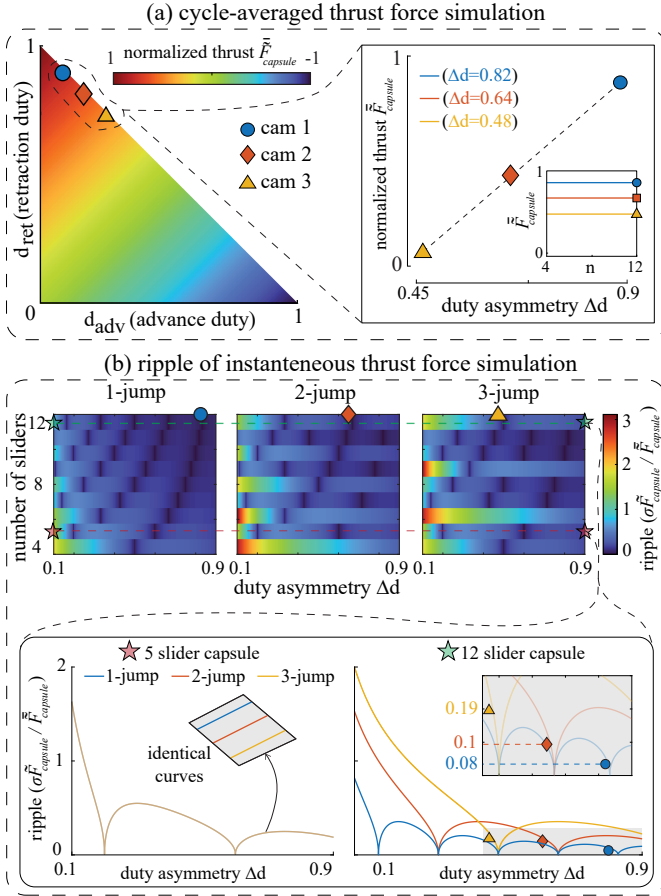 (a) cycle-averaged thrust force simulation
1
1 normalized thrust F̃capsule -1
cam 1
cam 2
cam 3
dret (retraction duty)
0
dadv (advance duty)
1
1
(Δd=0.82)
(Δd=0.64)
(Δd=0.48)
normalized thrust F̃capsule
1
F̃capsule
0
4 n 12
0
0.45 0.9
duty asymmetry Δd
(b) ripple of instanteneous thrust force simulation
1-jump 2-jump 3-jump
number of sliders
12
8
4
0.1 0.9 0.1 0.9
duty asymmetry Δd duty asymmetry Δd
3
2
1
0
ripple (σF̃capsule / F̃capsule)
5 slider capsule 12 slider capsule
2
1-jump 2-jump 3-jump
identical
curves
1
0
ripple (σF̃capsule / F̃capsule)
0.19
0.1
0.08
0.1 0.9 0.1 0.9
duty asymmetry Δd duty asymmetry Δd